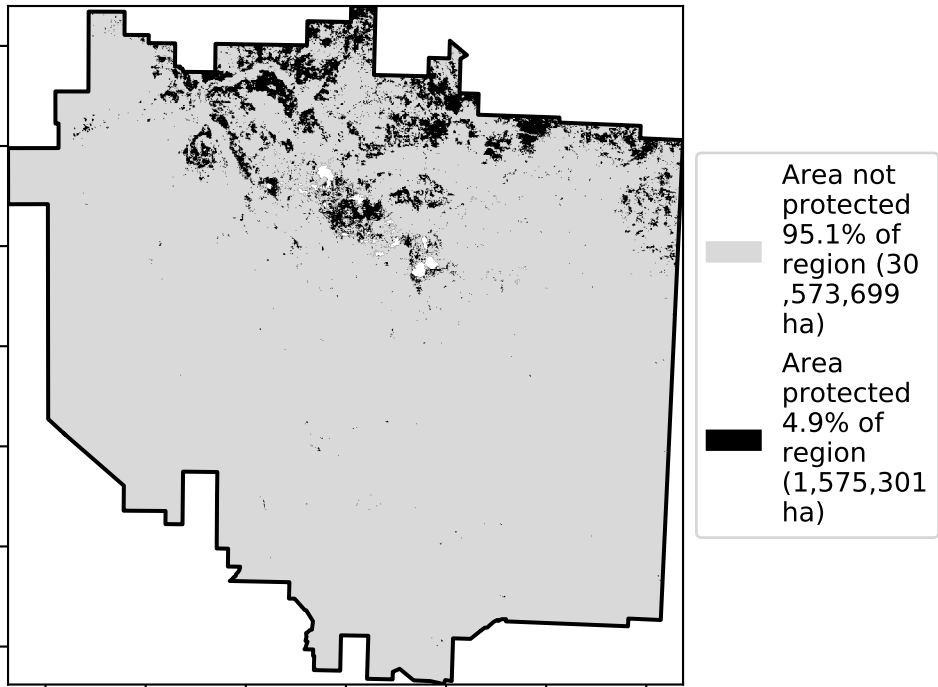 Area not
protected
95.1% of
region (30
,573,699
ha)
Area
protected
4.9% of
region
(1,575,301
ha)